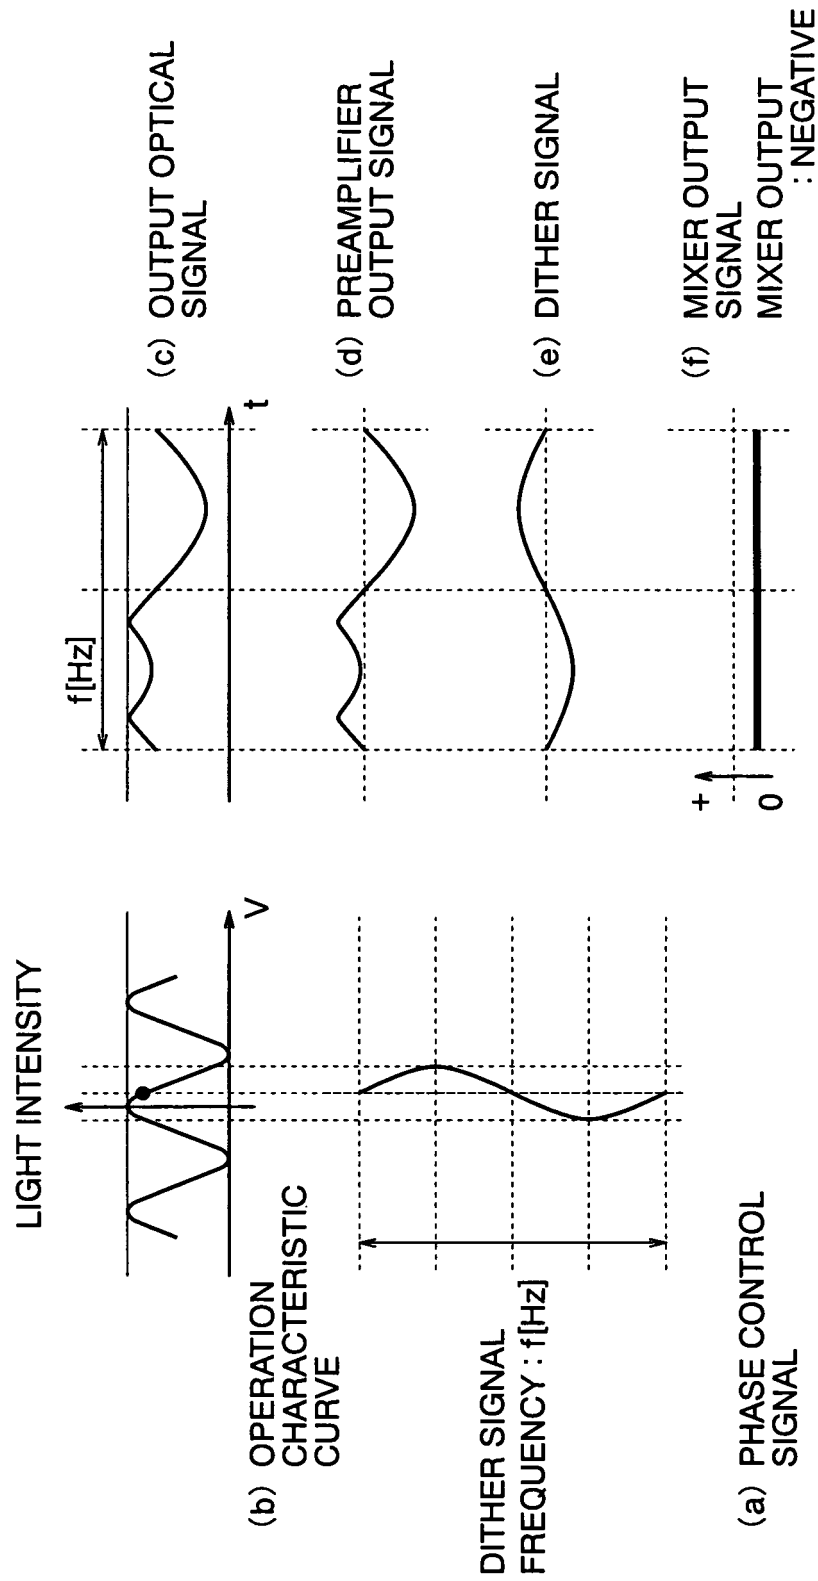 LIGHT INTENSITY
V
(b) OPERATION
CHARACTERISTIC
CURVE
DITHER SIGNAL
FREQUENCY : f[Hz]
(a) PHASE CONTROL
SIGNAL
f[Hz]
t
(c) OUTPUT OPTICAL
SIGNAL
(d) PREAMPLIFIER
OUTPUT SIGNAL
(e) DITHER SIGNAL
+
0
(f) MIXER OUTPUT
SIGNAL
MIXER OUTPUT
: NEGATIVE